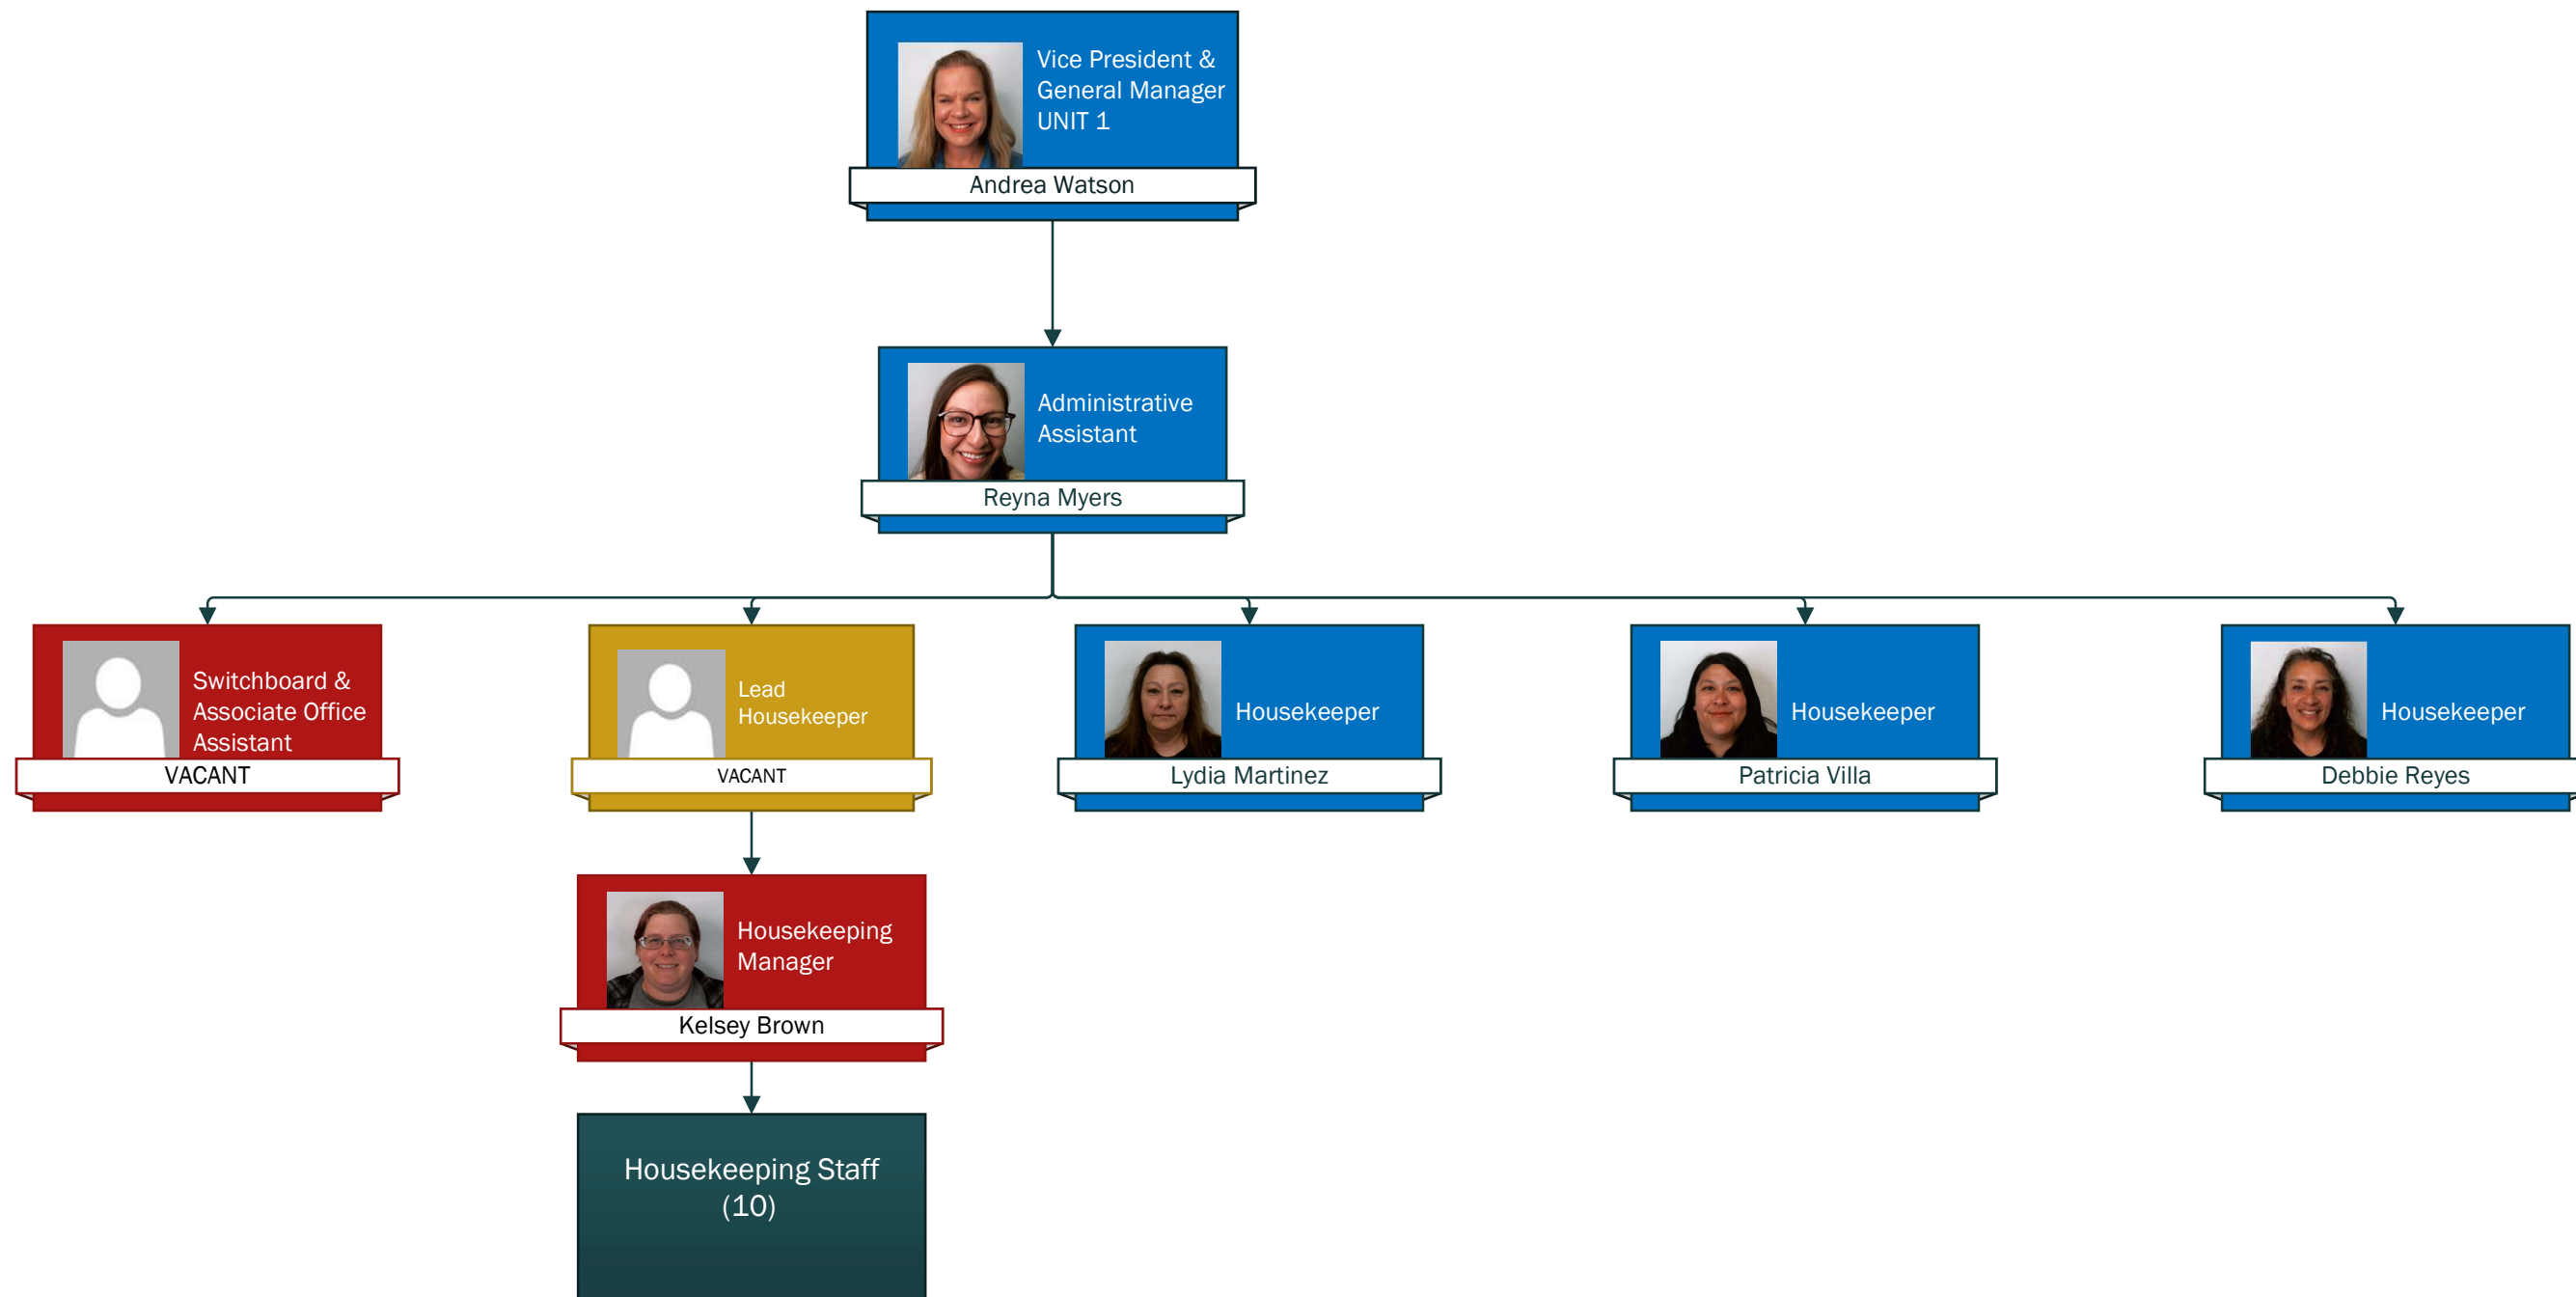 Vice President &
General Manager
UNIT 1
Andrea Watson
Administrative
Assistant
Reyna Myers
Switchboard &
Associate Office
Assistant
VACANT
Lead
Housekeeper
VACANT
Housekeeper
Lydia Martinez
Housekeeper
Patricia Villa
Housekeeper
Debbie Reyes
Housekeeping
Manager
Kelsey Brown
Housekeeping Staff
(10)